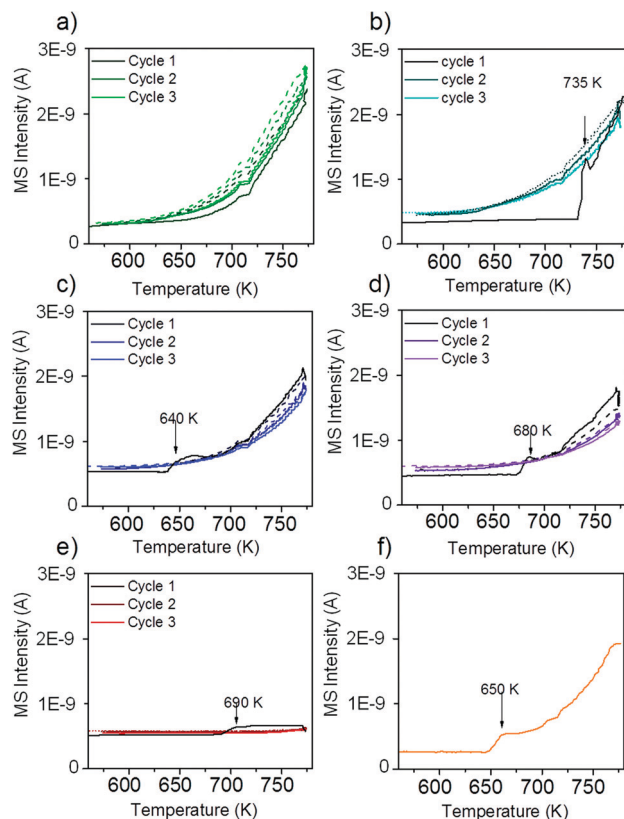 a)
3E-9
2E-9
1E-9
0
MS Intensity (A)
Cycle 1
Cycle 2
Cycle 3
600 650 700 750
Temperature (K)
b)
3E-9
2E-9
1E-9
0
MS Intensity (A)
cycle 1
cycle 2
cycle 3
735 K
600 650 700 750
Temperature (K)
c)
3E-9
2E-9
1E-9
0
MS Intensity (A)
Cycle 1
Cycle 2
Cycle 3
640 K
600 650 700 750
Temperature (K)
d)
3E-9
2E-9
1E-9
0
MS Intensity (A)
Cycle 1
Cycle 2
Cycle 3
680 K
600 650 700 750
Temperature (K)
e)
3E-9
2E-9
1E-9
0
MS Intensity (A)
Cycle 1
Cycle 2
Cycle 3
690 K
600 650 700 750
Temperature (K)
f)
3E-9
2E-9
1E-9
0
MS Intensity (A)
650 K
600 650 700 750
Temperature (K)